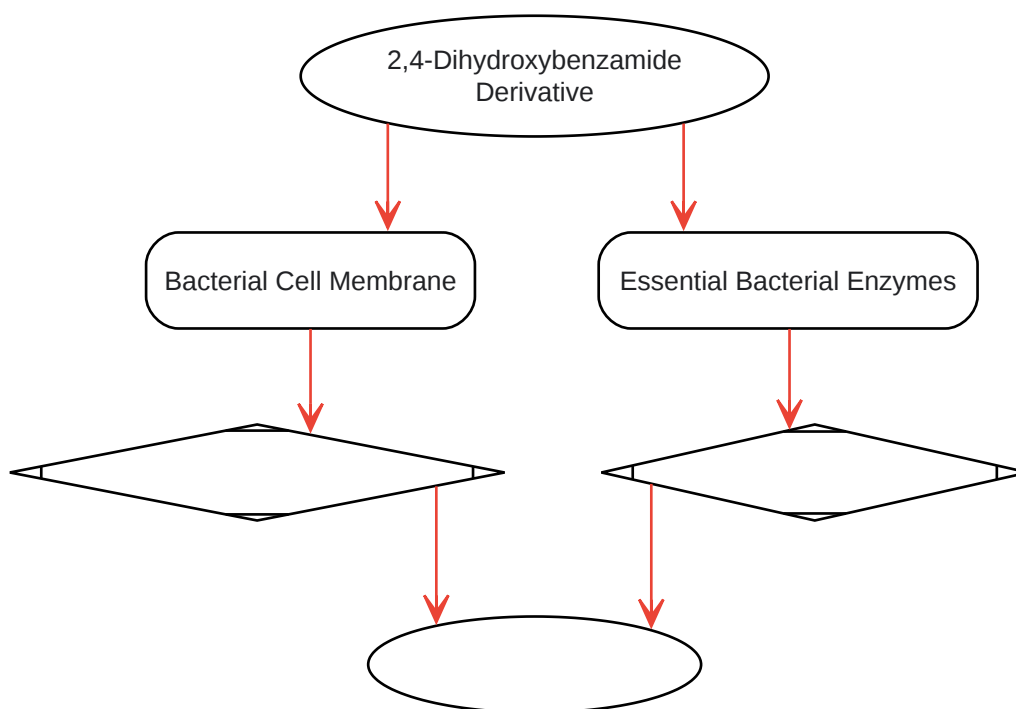 2,4-Dihydroxybenzamide
Derivative
Bacterial Cell Membrane
Essential Bacterial Enzymes